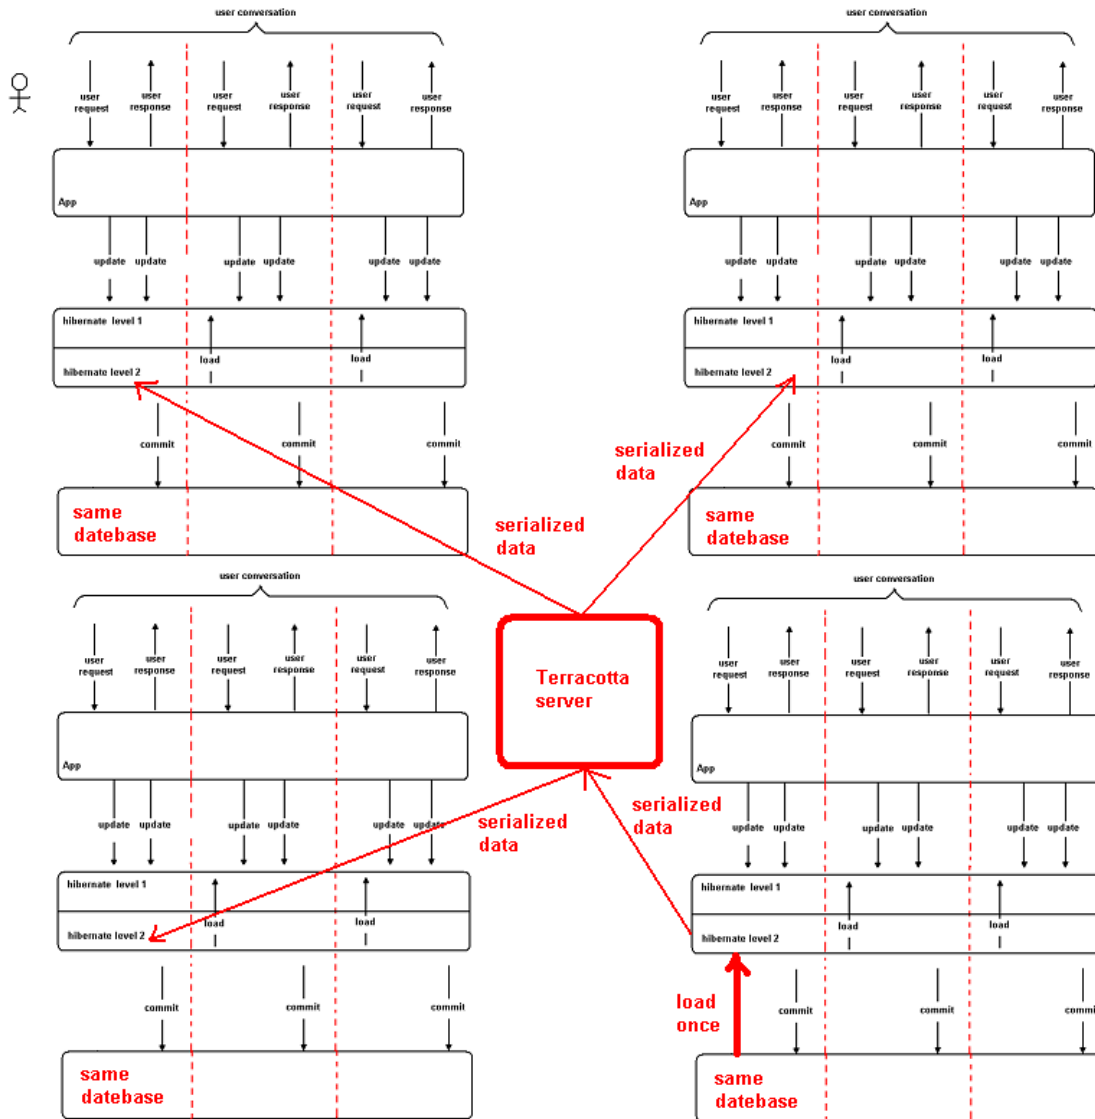 user conversation
user conversation
user
request
user
response
user
request
user
response
user
request
user
response
user
request
user
response
user
request
user
response
user
request
user
response
App
App
update
update
update
update
update
update
update
update
update
update
update
update
hibernate level 1
hibernate level 1
load
load
load
load
hibernate level 2
hibernate level 2
commit
commit
commit
commit
commit
commit
serialized
data
same
datebase
serialized
data
same
datebase
user conversation
user conversation
user
request
user
response
user
request
user
response
user
request
user
response
user
request
user
response
user
request
user
response
user
request
user
response
Terracotta
server
App
App
serialized
data
serialized
data
update
update
update
update
update
update
update
update
update
update
update
update
hibernate level 1
hibernate level 1
load
load
load
load
hibernate level 2
hibernate level 2
load
once
commit
commit
commit
commit
commit
commit
same
datebase
same
datebase